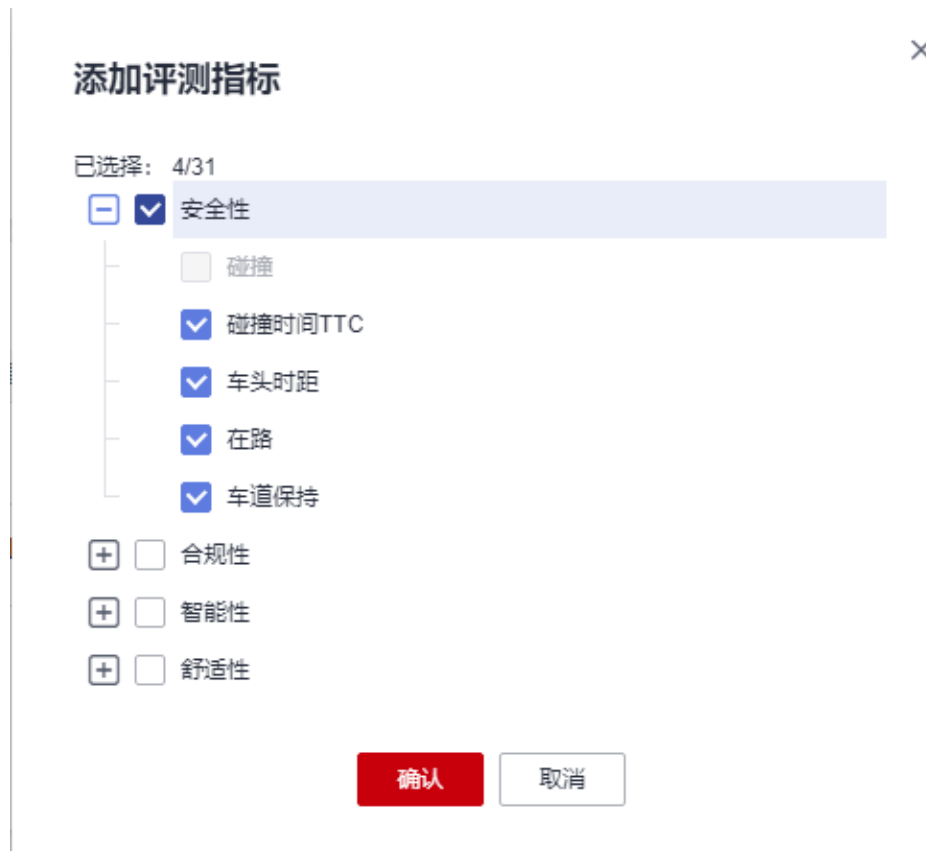 添加评测指标
已选择： 4/31
安全性
碰撞
碰撞时间TTC
车头时距
在路
车道保持
合规性
智能性
舒适性
确认 取消